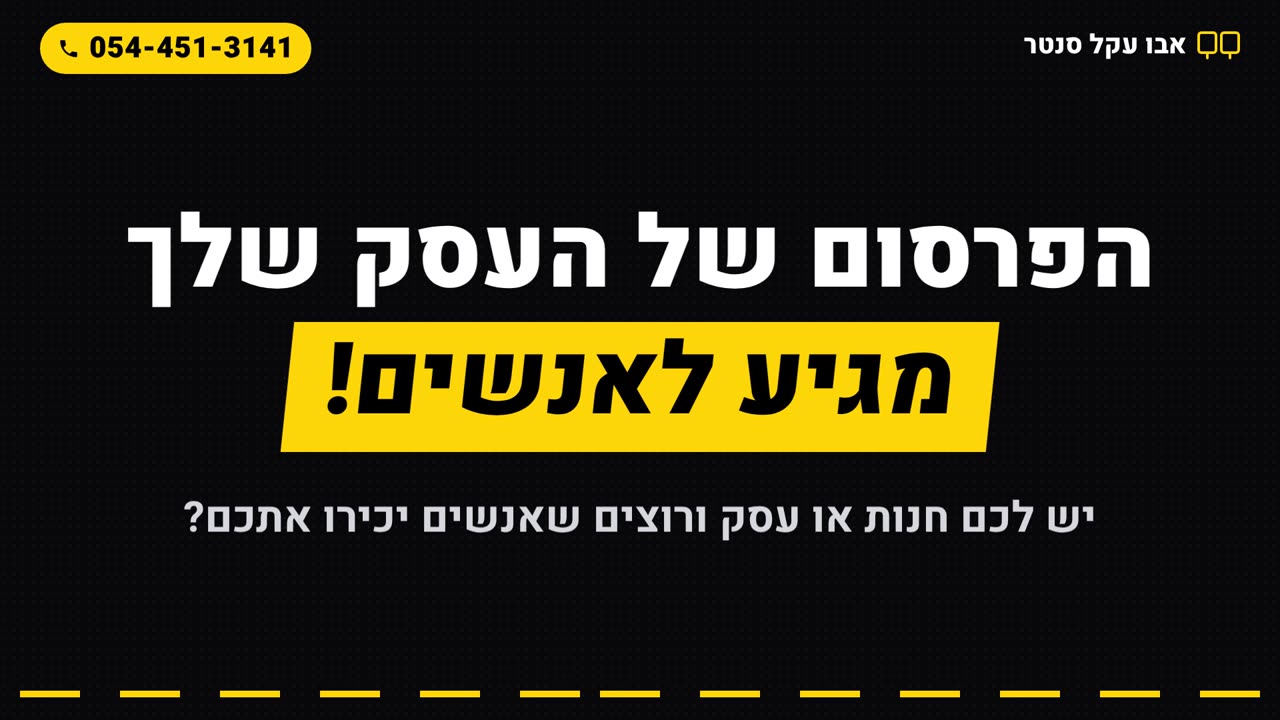 אבו עקל סנטר
054-451-3141
הפרסום של העסק שלך
מגיע לאנשים!
יש לכם חנות או עסק ורוצים שאנשים יכירו אתכם?